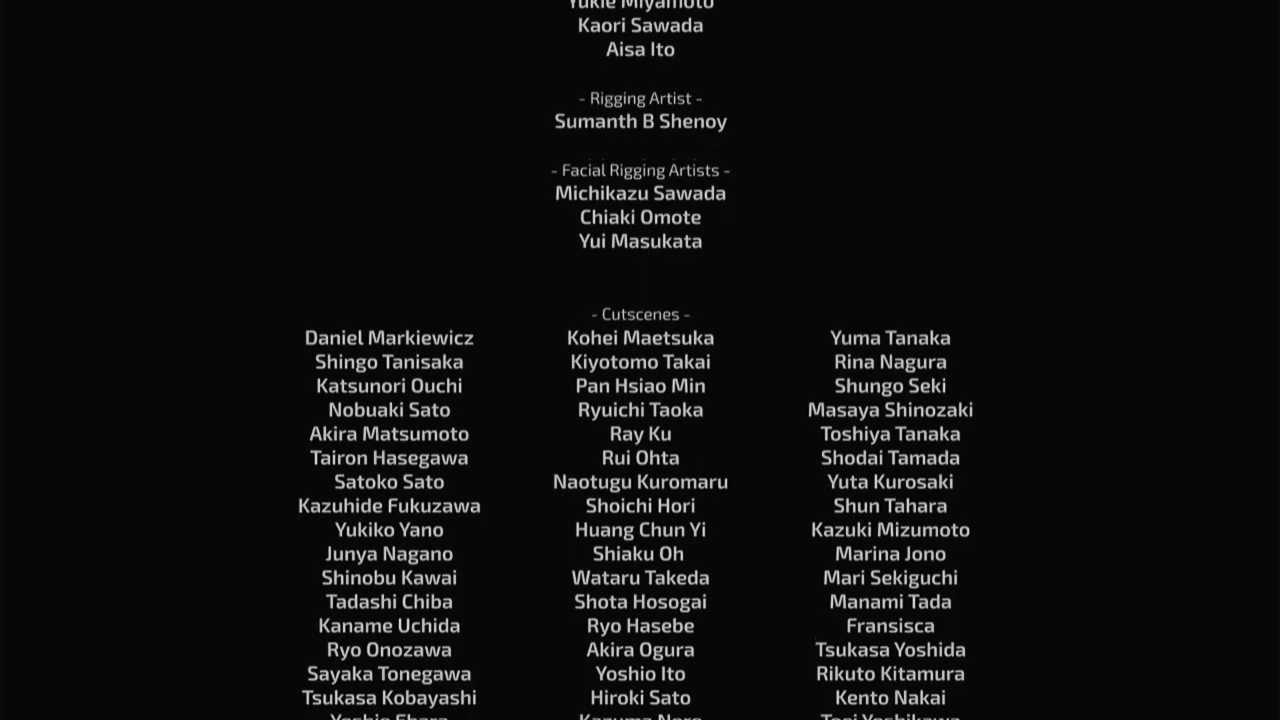 Yukie Miyamoto
Kaori Sawada
Aisa Ito
- Rigging Artist -
Sumanth B Shenoy
- Facial Rigging Artists -
Michikazu Sawada
Chiaki Omote
Yui Masukata
- Cutscenes -
Daniel Markiewicz Kohei Maetsuka Yuma Tanaka
Shingo Tanisaka Kiyotomo Takai Rina Nagura
Katsunori Ouchi Pan Hsiao Min Shungo Seki
Nobuaki Sato Ryuichi Taoka Masaya Shinozaki
Akira Matsumoto Ray Ku Toshiya Tanaka
Tairon Hasegawa Rui Ohta Shodai Tamada
Satoko Sato Naotugu Kuromaru Yuta Kurosaki
Kazuhide Fukuzawa Shoichi Hori Shun Tahara
Yukiko Yano Huang Chun Yi Kazuki Mizumoto
Junya Nagano Shiaku Oh Marina Jono
Shinobu Kawai Wataru Takeda Mari Sekiguchi
Tadashi Chiba Shota Hosogai Manami Tada
Kaname Uchida Ryo Hasebe Fransisca
Ryo Onozawa Akira Ogura Tsukasa Yoshida
Sayaka Tonegawa Yoshio Ito Rikuto Kitamura
Tsukasa Kobayashi Hiroki Sato Kento Nakai